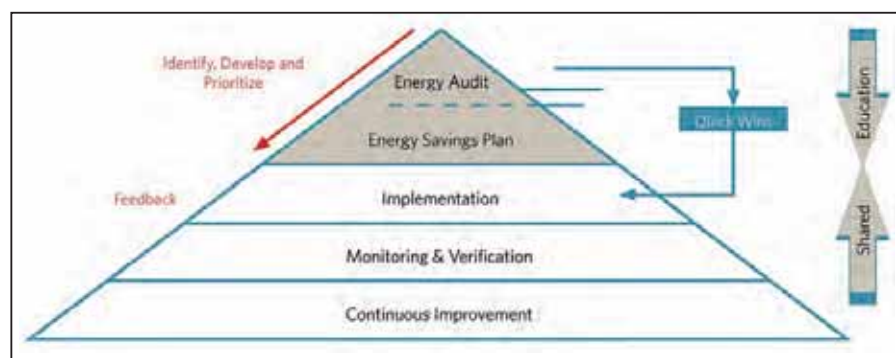 Identify, Develop and
Prioritize
Energy Audit
Quick Wins
Energy Savings Plan
Education
Feedback
Implementation
Shared
Monitoring & Verification
Continuous Improvement